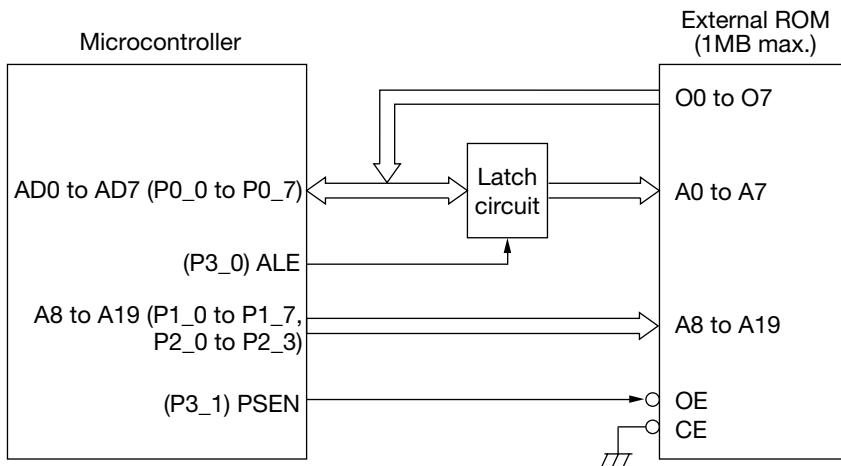 Microcontroller
External ROM
(1MB max.)
O0 to O7
AD0 to AD7 (P0_0 to P0_7)
Latch
circuit
A0 to A7
(P3_0) ALE
A8 to A19 (P1_0 to P1_7,
P2_0 to P2_3)
A8 to A19
(P3_1) PSEN
OE
CE